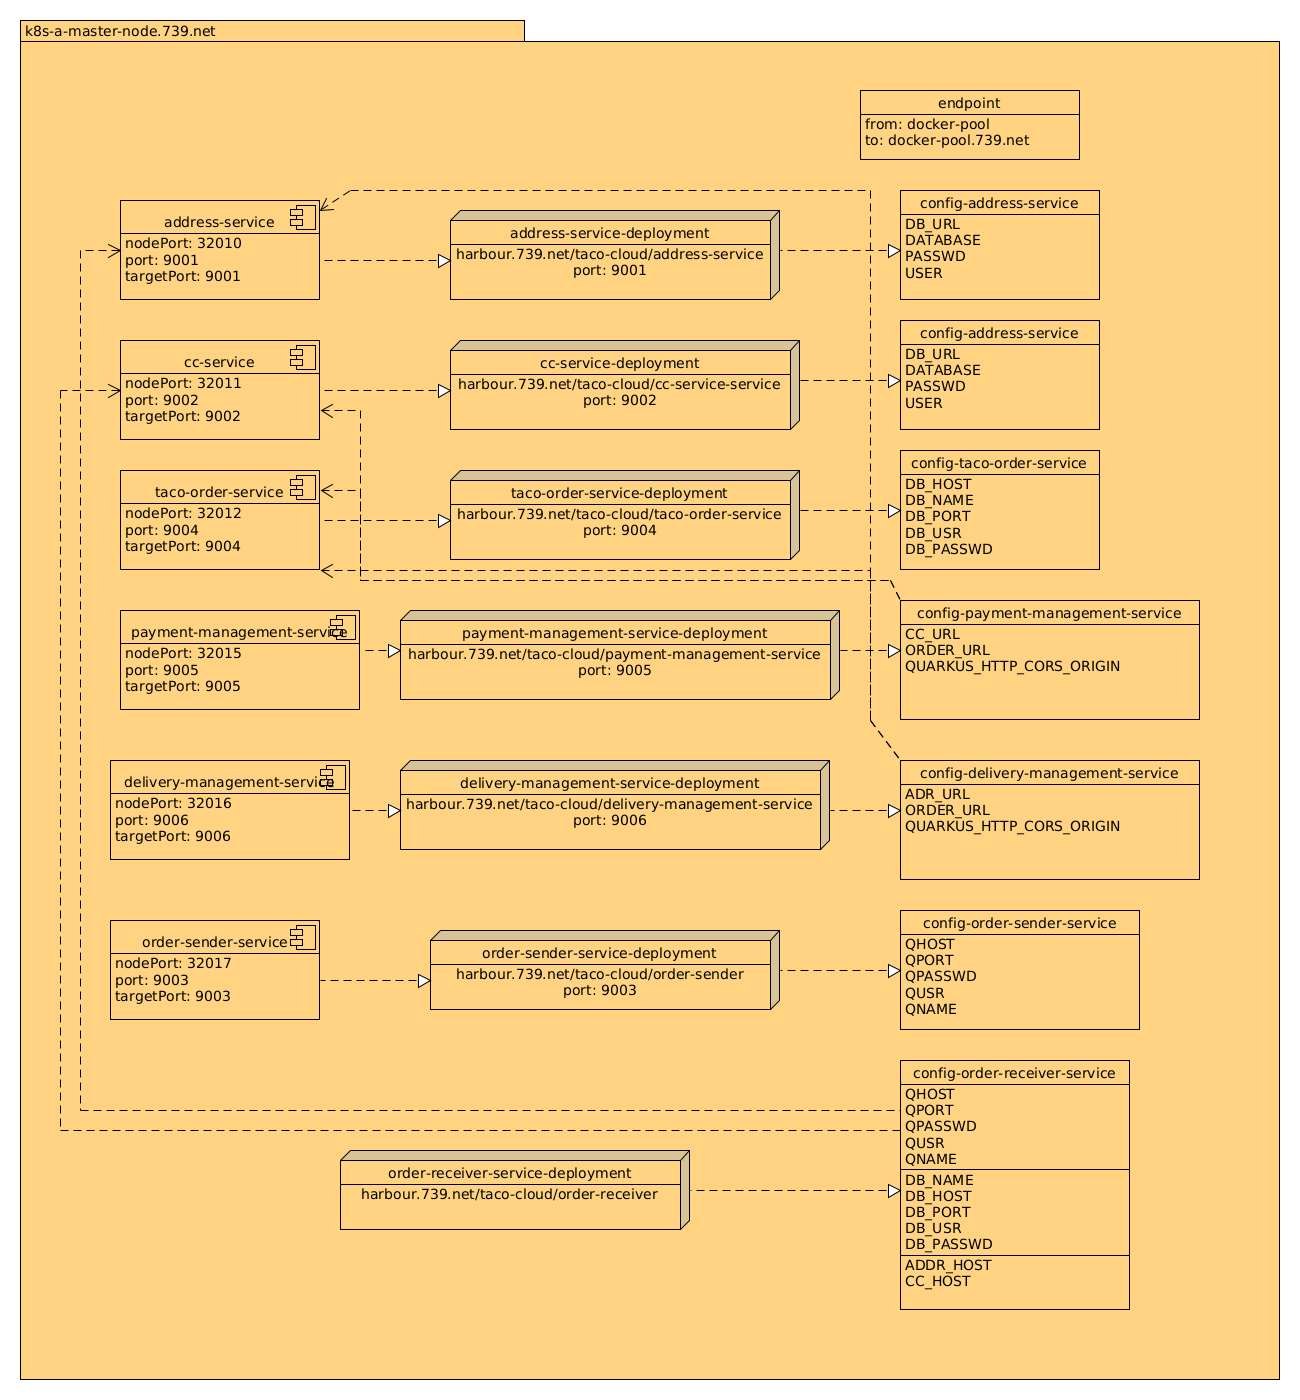 k8s-a-master-node.739.net
endpoint
from: docker-pool
to: docker-pool.739.net
address-service
nodePort: 32010
port: 9001
targetPort: 9001
address-service-deployment
harbour.739.net/taco-cloud/address-service
port: 9001
config-address-service
DB_URL
DATABASE
PASSWD
USER
cc-service
nodePort: 32011
port: 9002
targetPort: 9002
cc-service-deployment
harbour.739.net/taco-cloud/cc-service-service
port: 9002
config-address-service
DB_URL
DATABASE
PASSWD
USER
taco-order-service
nodePort: 32012
port: 9004
targetPort: 9004
taco-order-service-deployment
harbour.739.net/taco-cloud/taco-order-service
port: 9004
config-taco-order-service
DB_HOST
DB_NAME
DB_PORT
DB_USR
DB_PASSWD
payment-management-service
nodePort: 32015
port: 9005
targetPort: 9005
payment-management-service-deployment
harbour.739.net/taco-cloud/payment-management-service
port: 9005
config-payment-management-service
CC_URL
ORDER_URL
QUARKUS_HTTP_CORS_ORIGIN
delivery-management-service
nodePort: 32016
port: 9006
targetPort: 9006
delivery-management-service-deployment
harbour.739.net/taco-cloud/delivery-management-service
port: 9006
config-delivery-management-service
ADR_URL
ORDER_URL
QUARKUS_HTTP_CORS_ORIGIN
order-sender-service
nodePort: 32017
port: 9003
targetPort: 9003
order-sender-service-deployment
harbour.739.net/taco-cloud/order-sender
port: 9003
config-order-sender-service
QHOST
QPORT
QPASSWD
QUSR
QNAME
order-receiver-service-deployment
harbour.739.net/taco-cloud/order-receiver
config-order-receiver-service
QHOST
QPORT
QPASSWD
QUSR
QNAME
DB_NAME
DB_HOST
DB_PORT
DB_USR
DB_PASSWD
ADDR_HOST
CC_HOST